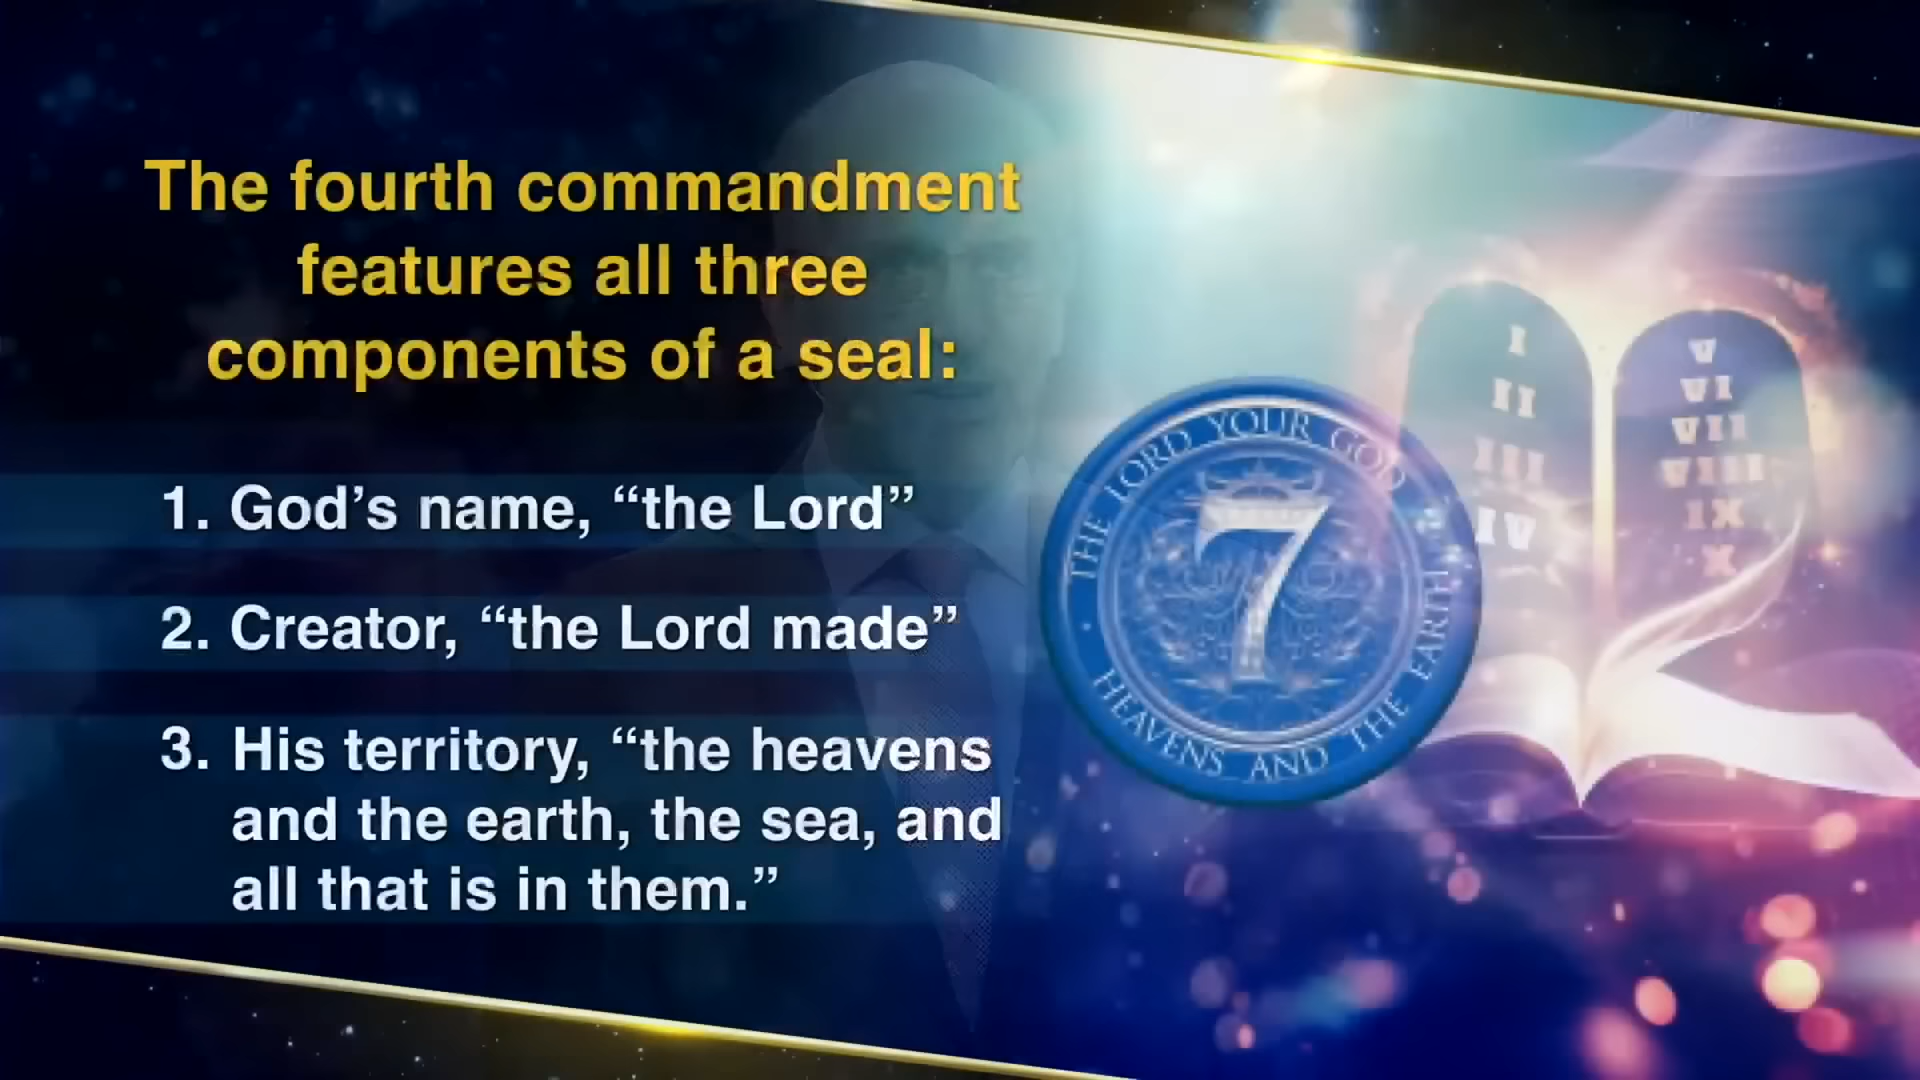 The fourth commandment
features all three
components of a seal:
1. God’s name, “the Lord”
2. Creator, “the Lord made”
3. His territory, “the heavens
and the earth, the sea, and
all that is in them.”
THE LORD YOUR GOD
7
HEAVENS AND THE EARTH
I
II
III
IV
V
VI
VII
VIII
IX
X